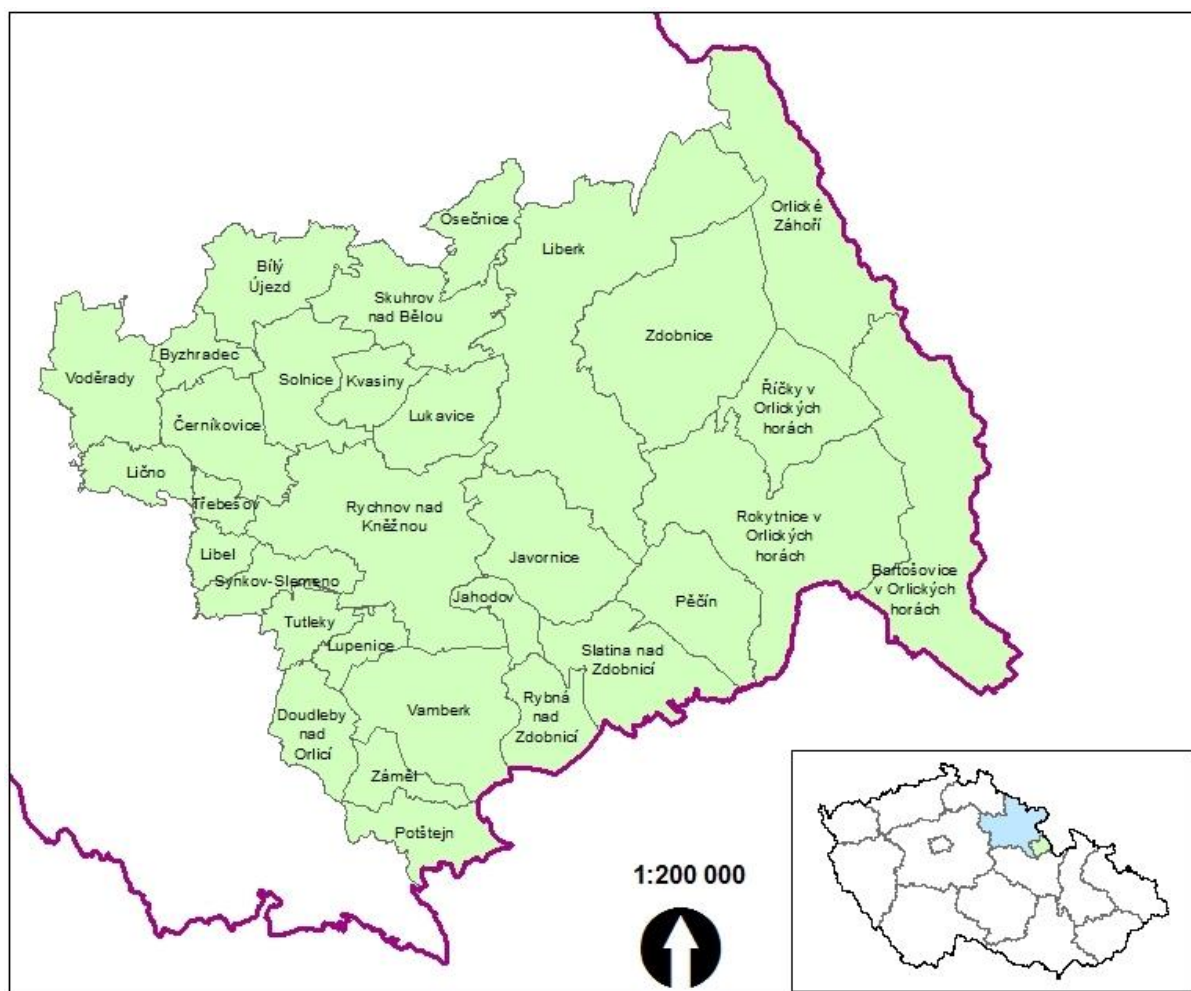 Osečnice
Orlické
Záhoří
Liberk
Bílý
Újezd
Skuhrov
nad Bělou
Zdobnice
Byzhradec
Voděrady
Solnice
Kvasiny
Říčky v
Orlických
horách
Lukavice
Černíkovice
Lično
Třebešov
Rychnov nad
Kněžnou
Rokytnice v
Orlických
horách
Libel
Javornice
Synkov-Slemeno
Bartošovice
v Orlických
horách
Jahodov
Pěčín
Tutleky
Lupenice
Slatina nad
Zdobnicí
Rybná
nad
Zdobnicí
Vamberk
Doudleby
nad
Orlicí
Záměl
Potštejn
1:200 000